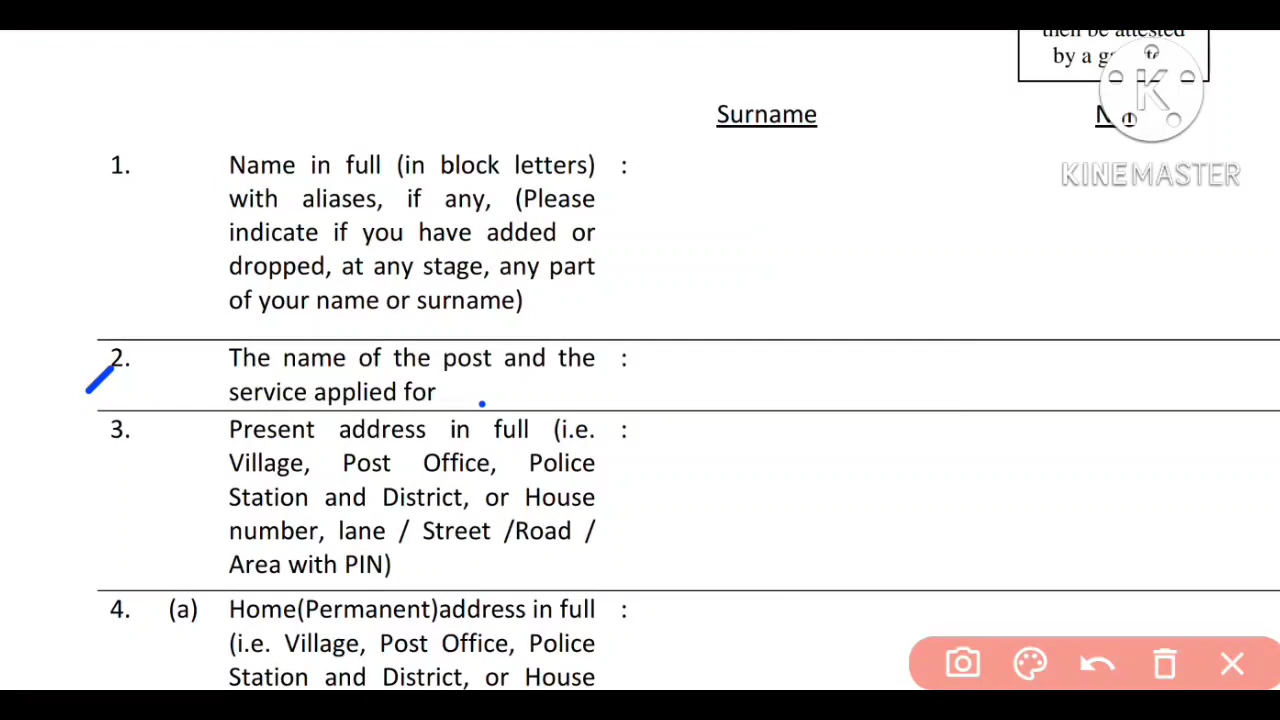 then be attested
by a
Surname
1. Name in full (in block letters) :
with aliases, if any, (Please
indicate if you have added or
dropped, at any stage, any part
of your name or surname)
2. The name of the post and the :
service applied for
3. Present address in full (i.e. :
Village, Post Office, Police
Station and District, or House
number, lane / Street /Road /
Area with PIN)
4. (a) Home(Permanent)address in full :
(i.e. Village, Post Office, Police
Station and District, or House
K
KINEMASTER